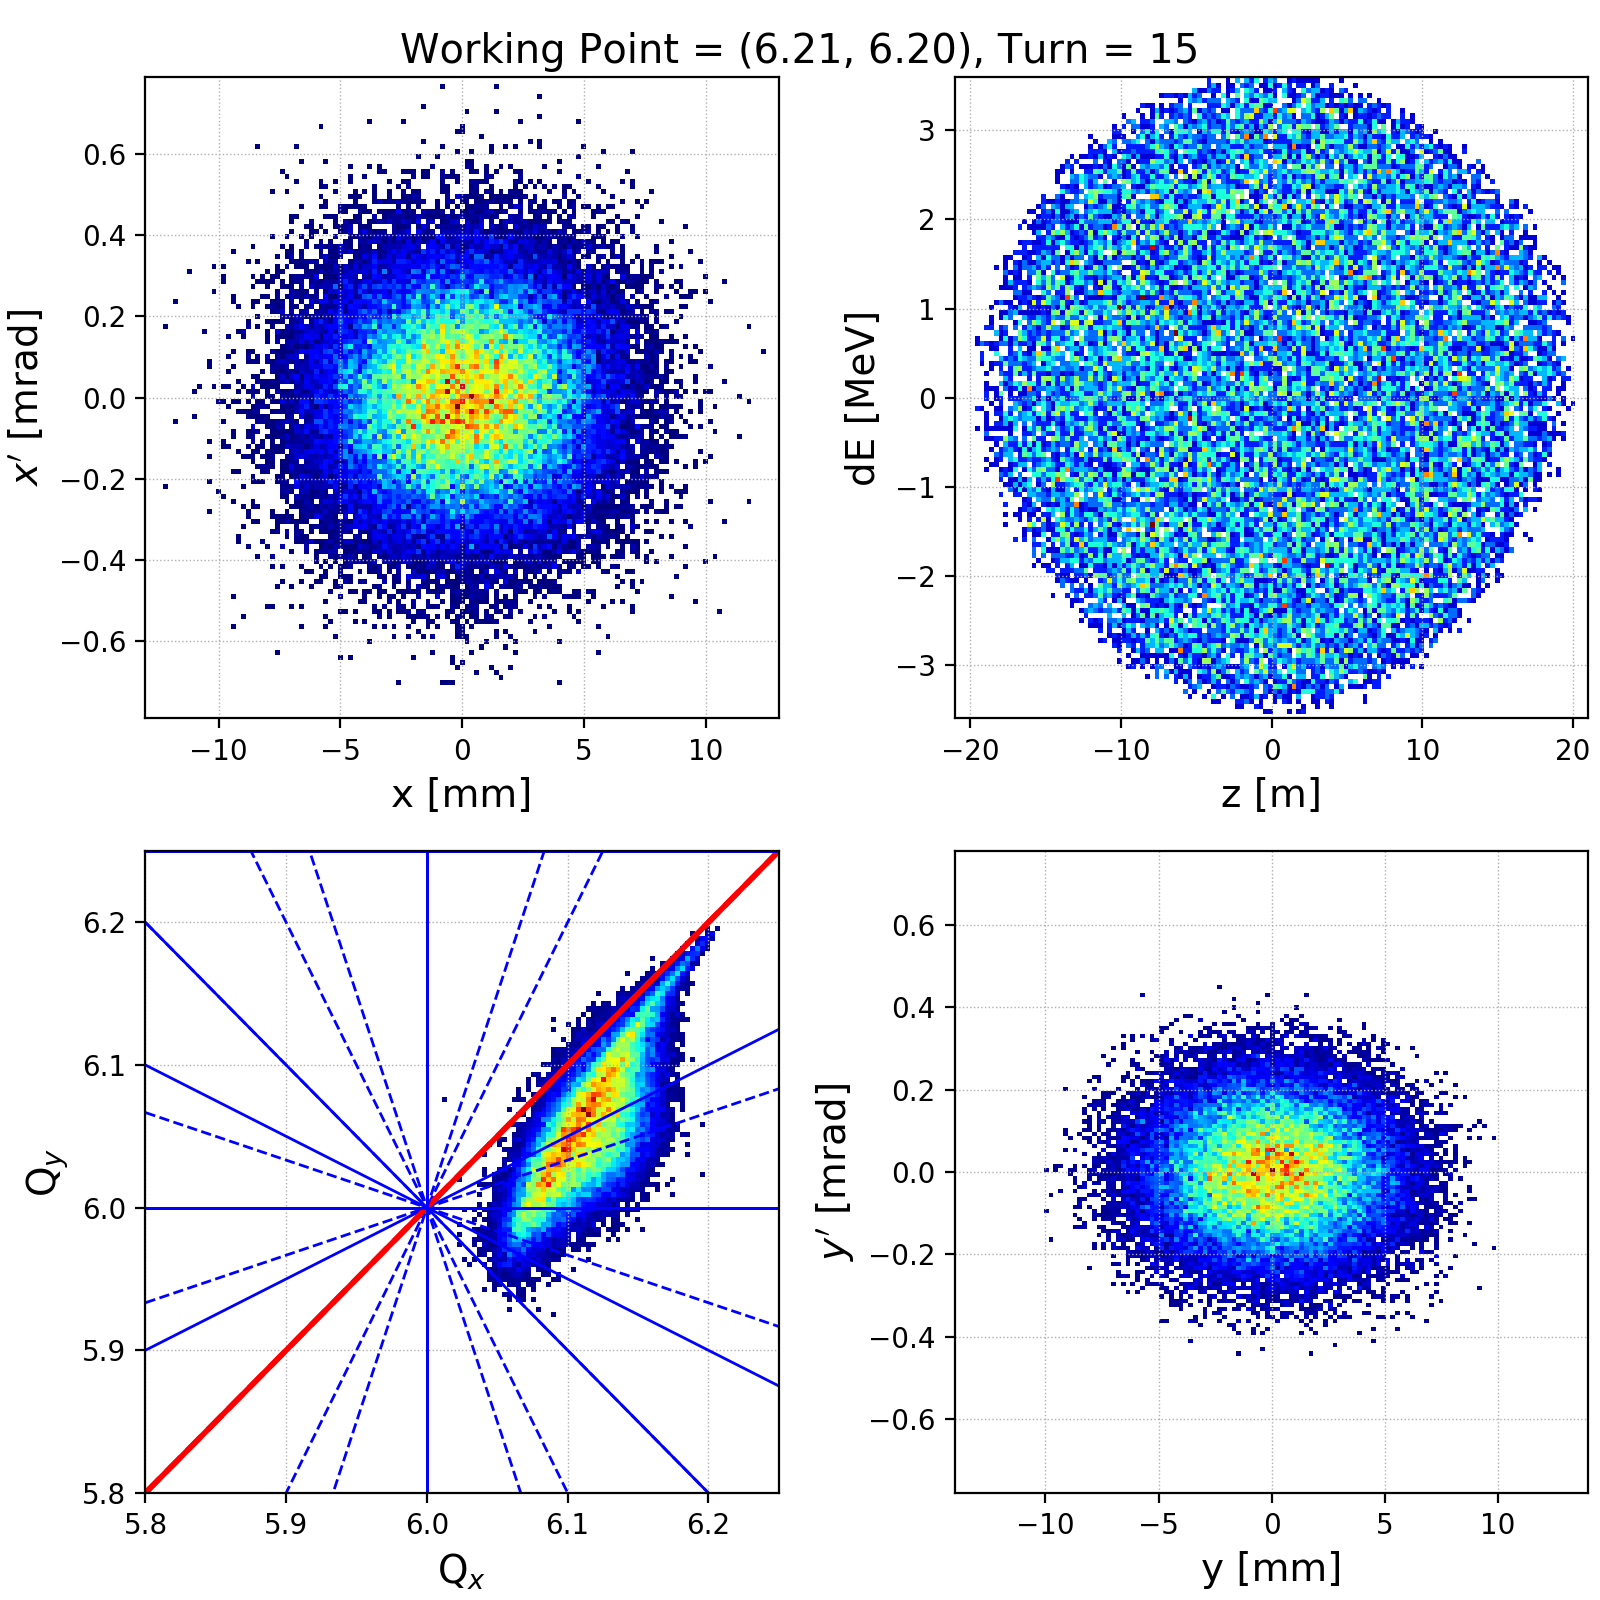 Working Point = (6.21, 6.20), Turn = 15
0.6
0.4
0.2
0.0
−0.2
−0.4
−0.6
x′ [mrad]
−10 −5 0 5 10
x [mm]
3
2
1
0
−1
−2
−3
dE [MeV]
−20 −10 0 10 20
z [m]
6.2
6.1
6.0
5.9
5.8
Qy
5.8 5.9 6.0 6.1 6.2
Qx
0.6
0.4
0.2
0.0
−0.2
−0.4
−0.6
y′ [mrad]
−10 −5 0 5 10
y [mm]